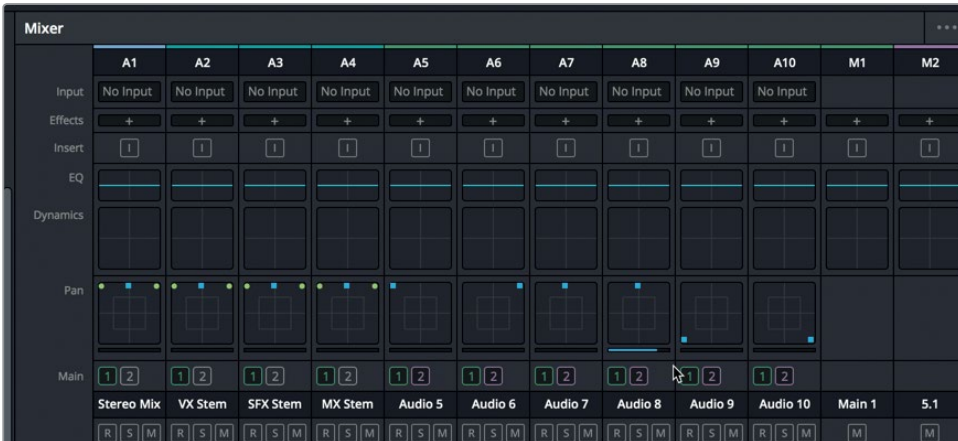 Mixer
A1 A2 A3 A4 A5 A6 A7 A8 A9 A10 M1 M2
Input No Input No Input No Input No Input No Input No Input No Input No Input No Input No Input
Effects + + + + + + + + + + + +
Insert I I I I I I I I I I I I
EQ
Dynamics
Pan
Main 1 2 1 2 1 2 1 2 1 2 1 2 1 2 1 2 1 2 1 2
Stereo Mix VX Stem SFX Stem MX Stem Audio 5 Audio 6 Audio 7 Audio 8 Audio 9 Audio 10 Main 1 5.1
R S M R S M R S M R S M R S M R S M R S M R S M R S M R S M M M